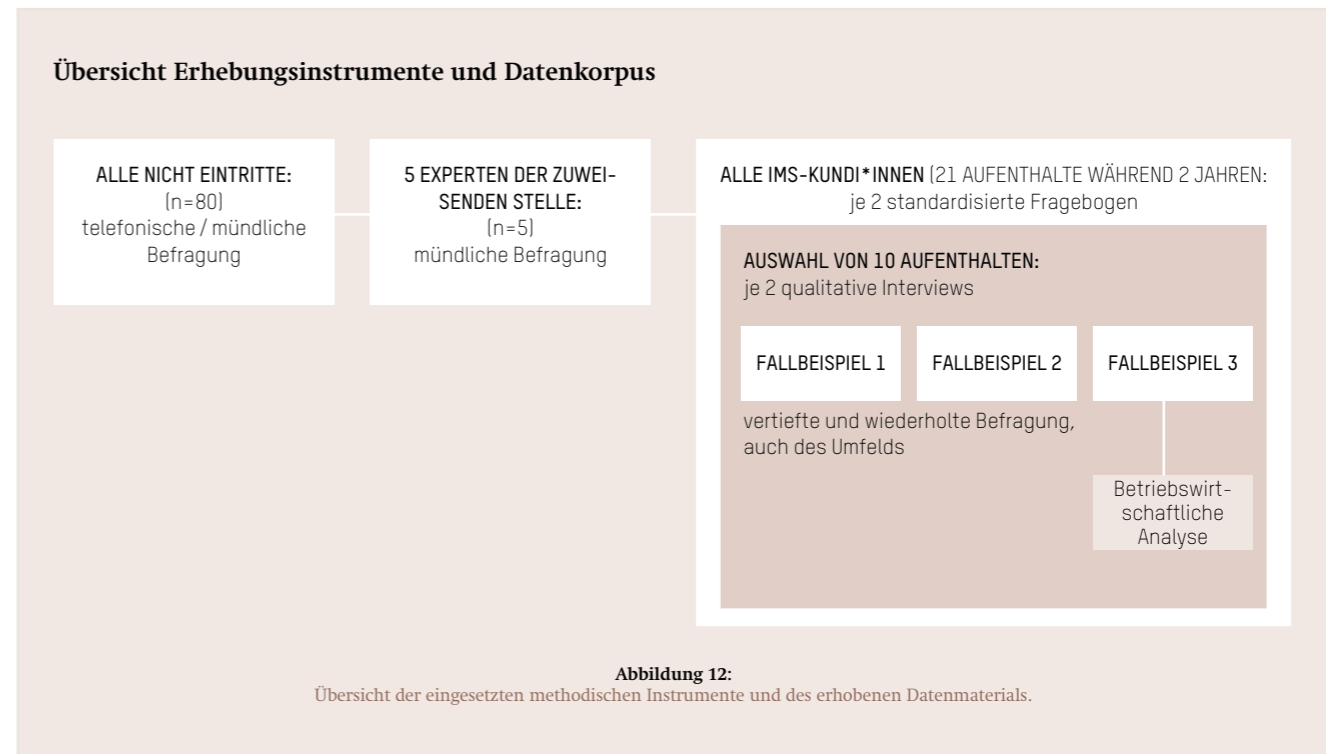 Übersicht Erhebungsinstrumente und Datenkorpus
ALLE NICHT EINTRITTE:
(n=80)
telefonische / mündliche
Befragung
5 EXPERTEN DER ZUWEI-
SENDEN STELLE:
(n=5)
mündliche Befragung
ALLE IMS-KUNDI*INNEN (21 AUFENTHALTE WÄHREND 2 JAHREN:
je 2 standardisierte Fragebogen
AUSWAHL VON 10 AUFENTHALTEN:
je 2 qualitative Interviews
FALLBEISPIEL 1
FALLBEISPIEL 2
FALLBEISPIEL 3
vertiefte und wiederholte Befragung,
auch des Umfelds
Betriebswirt-
schaftliche
Analyse
Abbildung 12:
Übersicht der eingesetzten methodischen Instrumente und des erhobenen Datenmaterials.